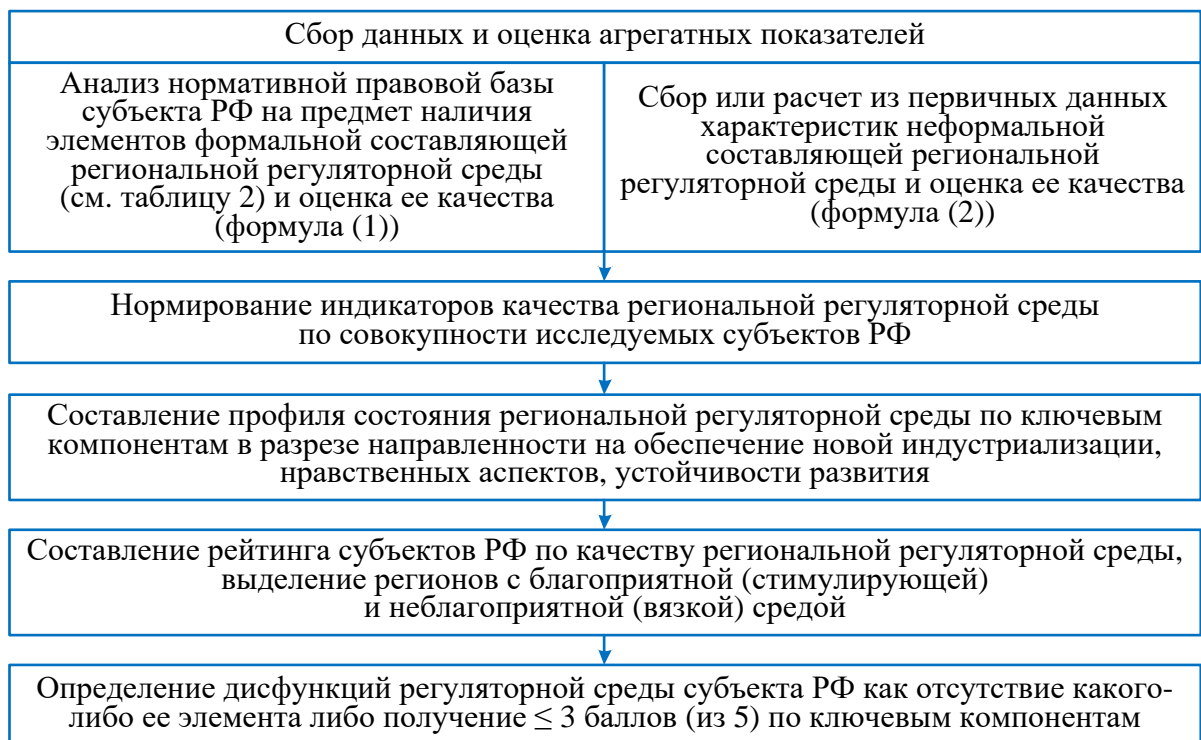 Сбор данных и оценка агрегатных показателей
Анализ нормативной правовой базы
субъекта РФ на предмет наличия
элементов формальной составляющей
региональной регуляторной среды
(см. таблицу 2) и оценка ее качества
(формула (1))
Сбор или расчет из первичных данных
характеристик неформальной
составляющей региональной
регуляторной среды и оценка ее качества
(формула (2))
Нормирование индикаторов качества региональной регуляторной среды
по совокупности исследуемых субъектов РФ
Составление профиля состояния региональной регуляторной среды по ключевым
компонентам в разрезе направленности на обеспечение новой индустриализации,
нравственных аспектов, устойчивости развития
Составление рейтинга субъектов РФ по качеству региональной регуляторной среды,
выделение регионов с благоприятной (стимулирующей)
и неблагоприятной (вязкой) средой
Определение дисфункций регуляторной среды субъекта РФ как отсутствие какого-
либо ее элемента либо получение ≤ 3 баллов (из 5) по ключевым компонентам